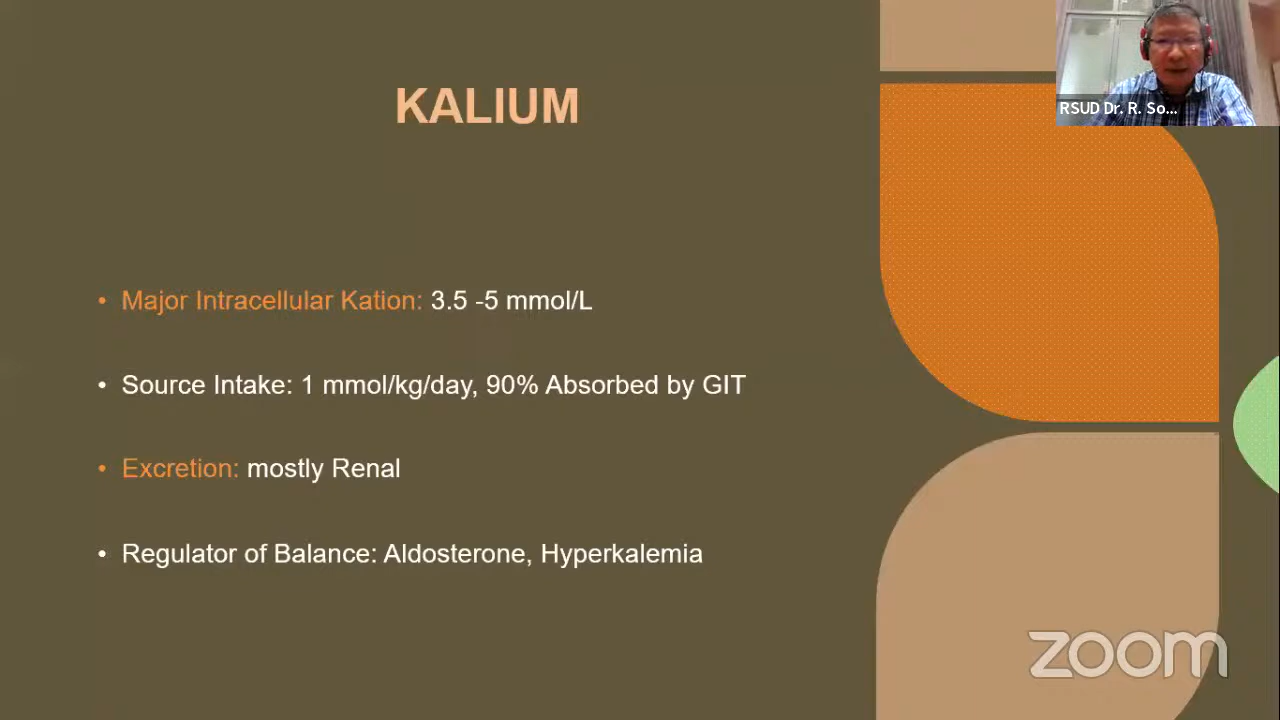 KALIUM
RSUD Dr. R. So...
• Major Intracellular Kation: 3.5 -5 mmol/L
• Source Intake: 1 mmol/kg/day, 90% Absorbed by GIT
• Excretion: mostly Renal
• Regulator of Balance: Aldosterone, Hyperkalemia
zoom